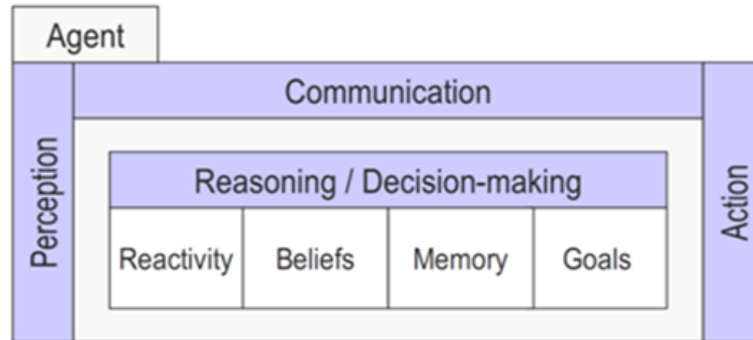 Agent
Communication
Perception
Reasoning / Decision-making
Reactivity
Beliefs
Memory
Goals
Action